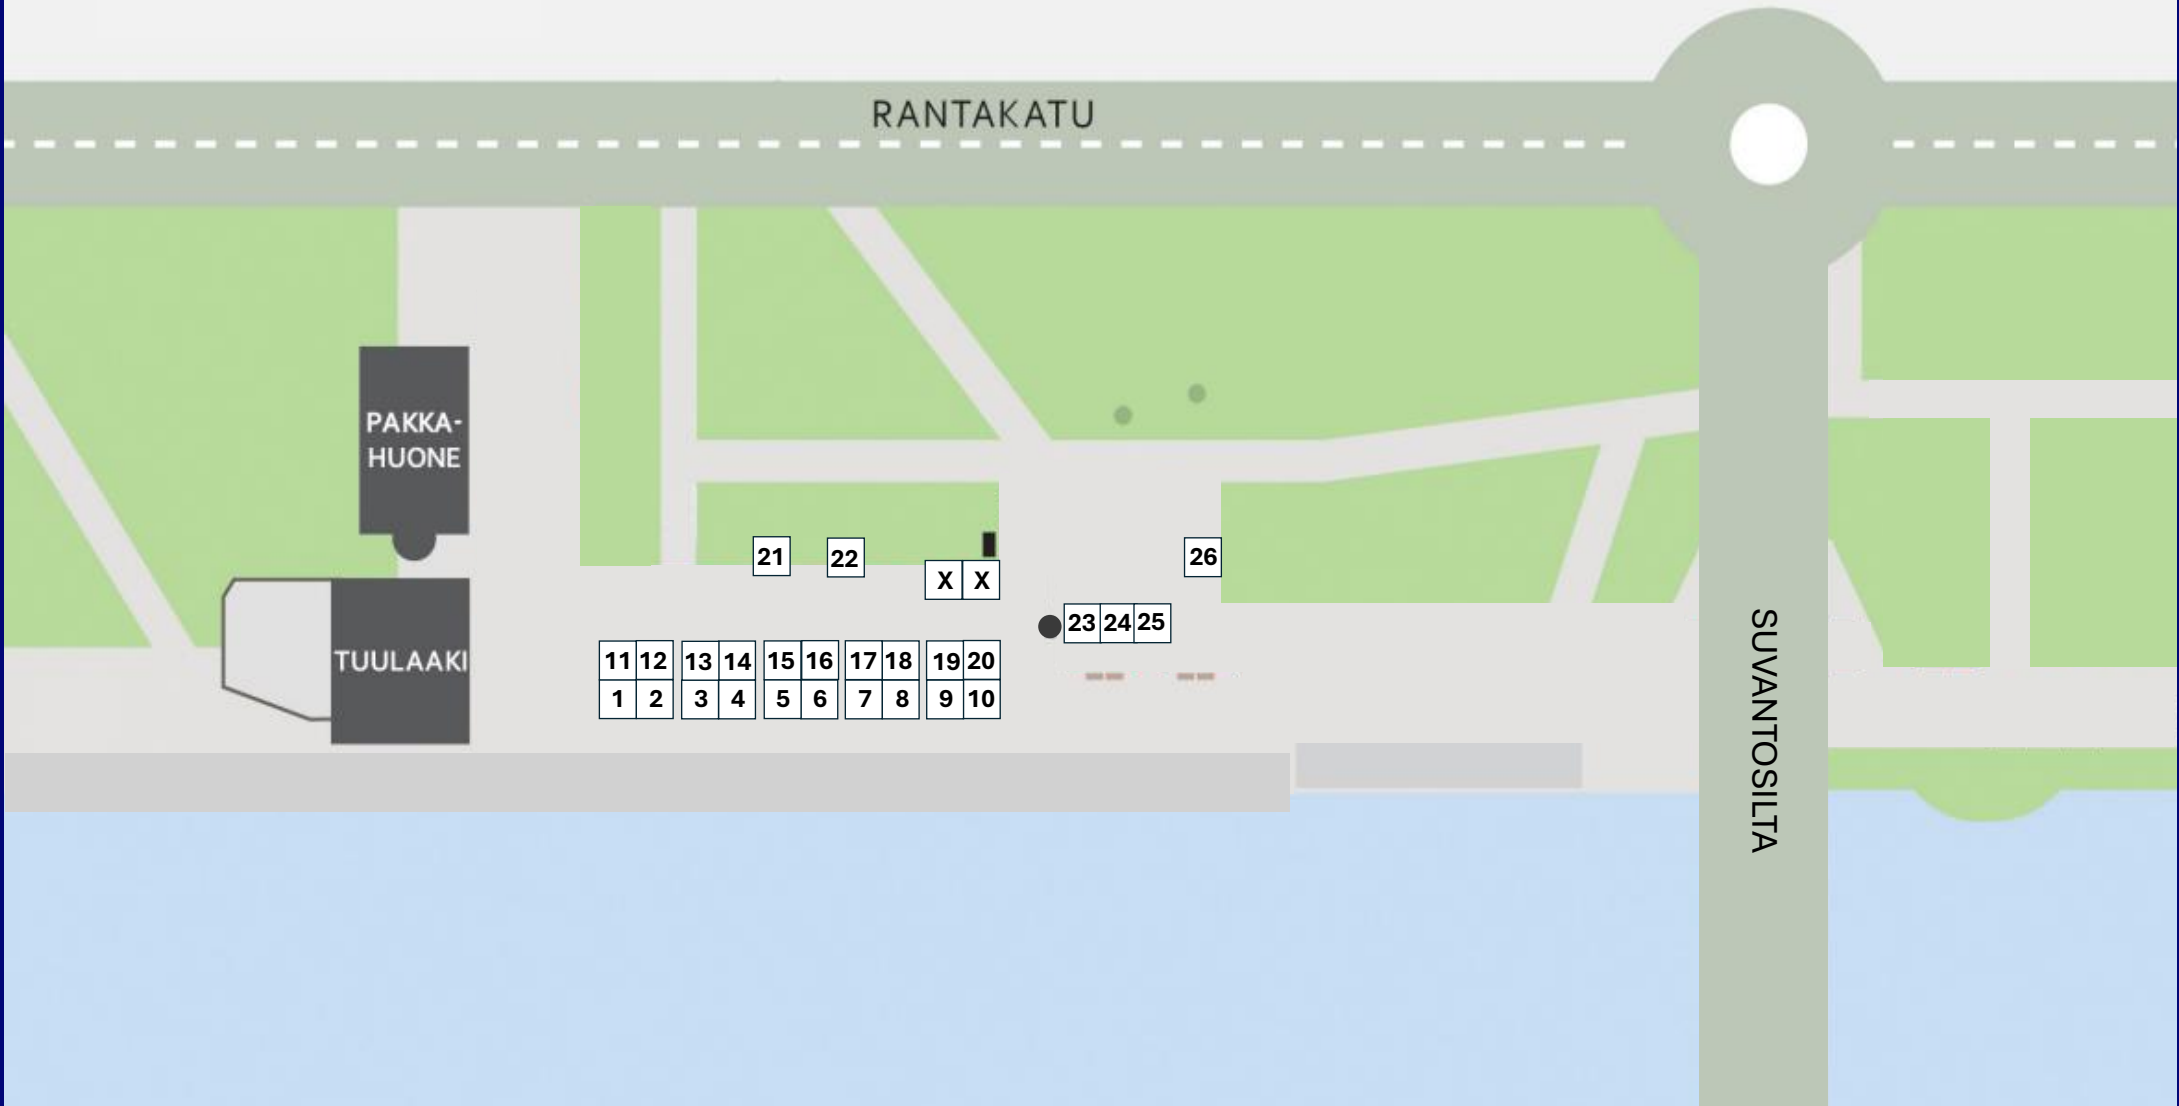 RANTAKATU
PAKKA-
HUONE
TUULAAKI
21 22 26
X X
23 24 25
11 12 13 14 15 16 17 18 19 20
1 2 3 4 5 6 7 8 9 10
SUVANTOSILTA